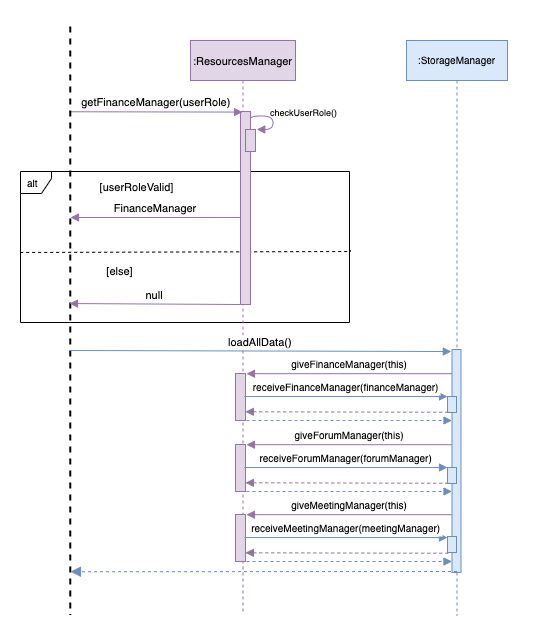 :ResourcesManager
:StorageManager
getFinanceManager(userRole)
checkUserRole()
alt
[userRoleValid]
FinanceManager
[else]
null
loadAllData()
giveFinanceManager(this)
receiveFinanceManager(financeManager)
giveForumManager(this)
receiveForumManager(forumManager)
giveMeetingManager(this)
receiveMeetingManager(meetingManager)